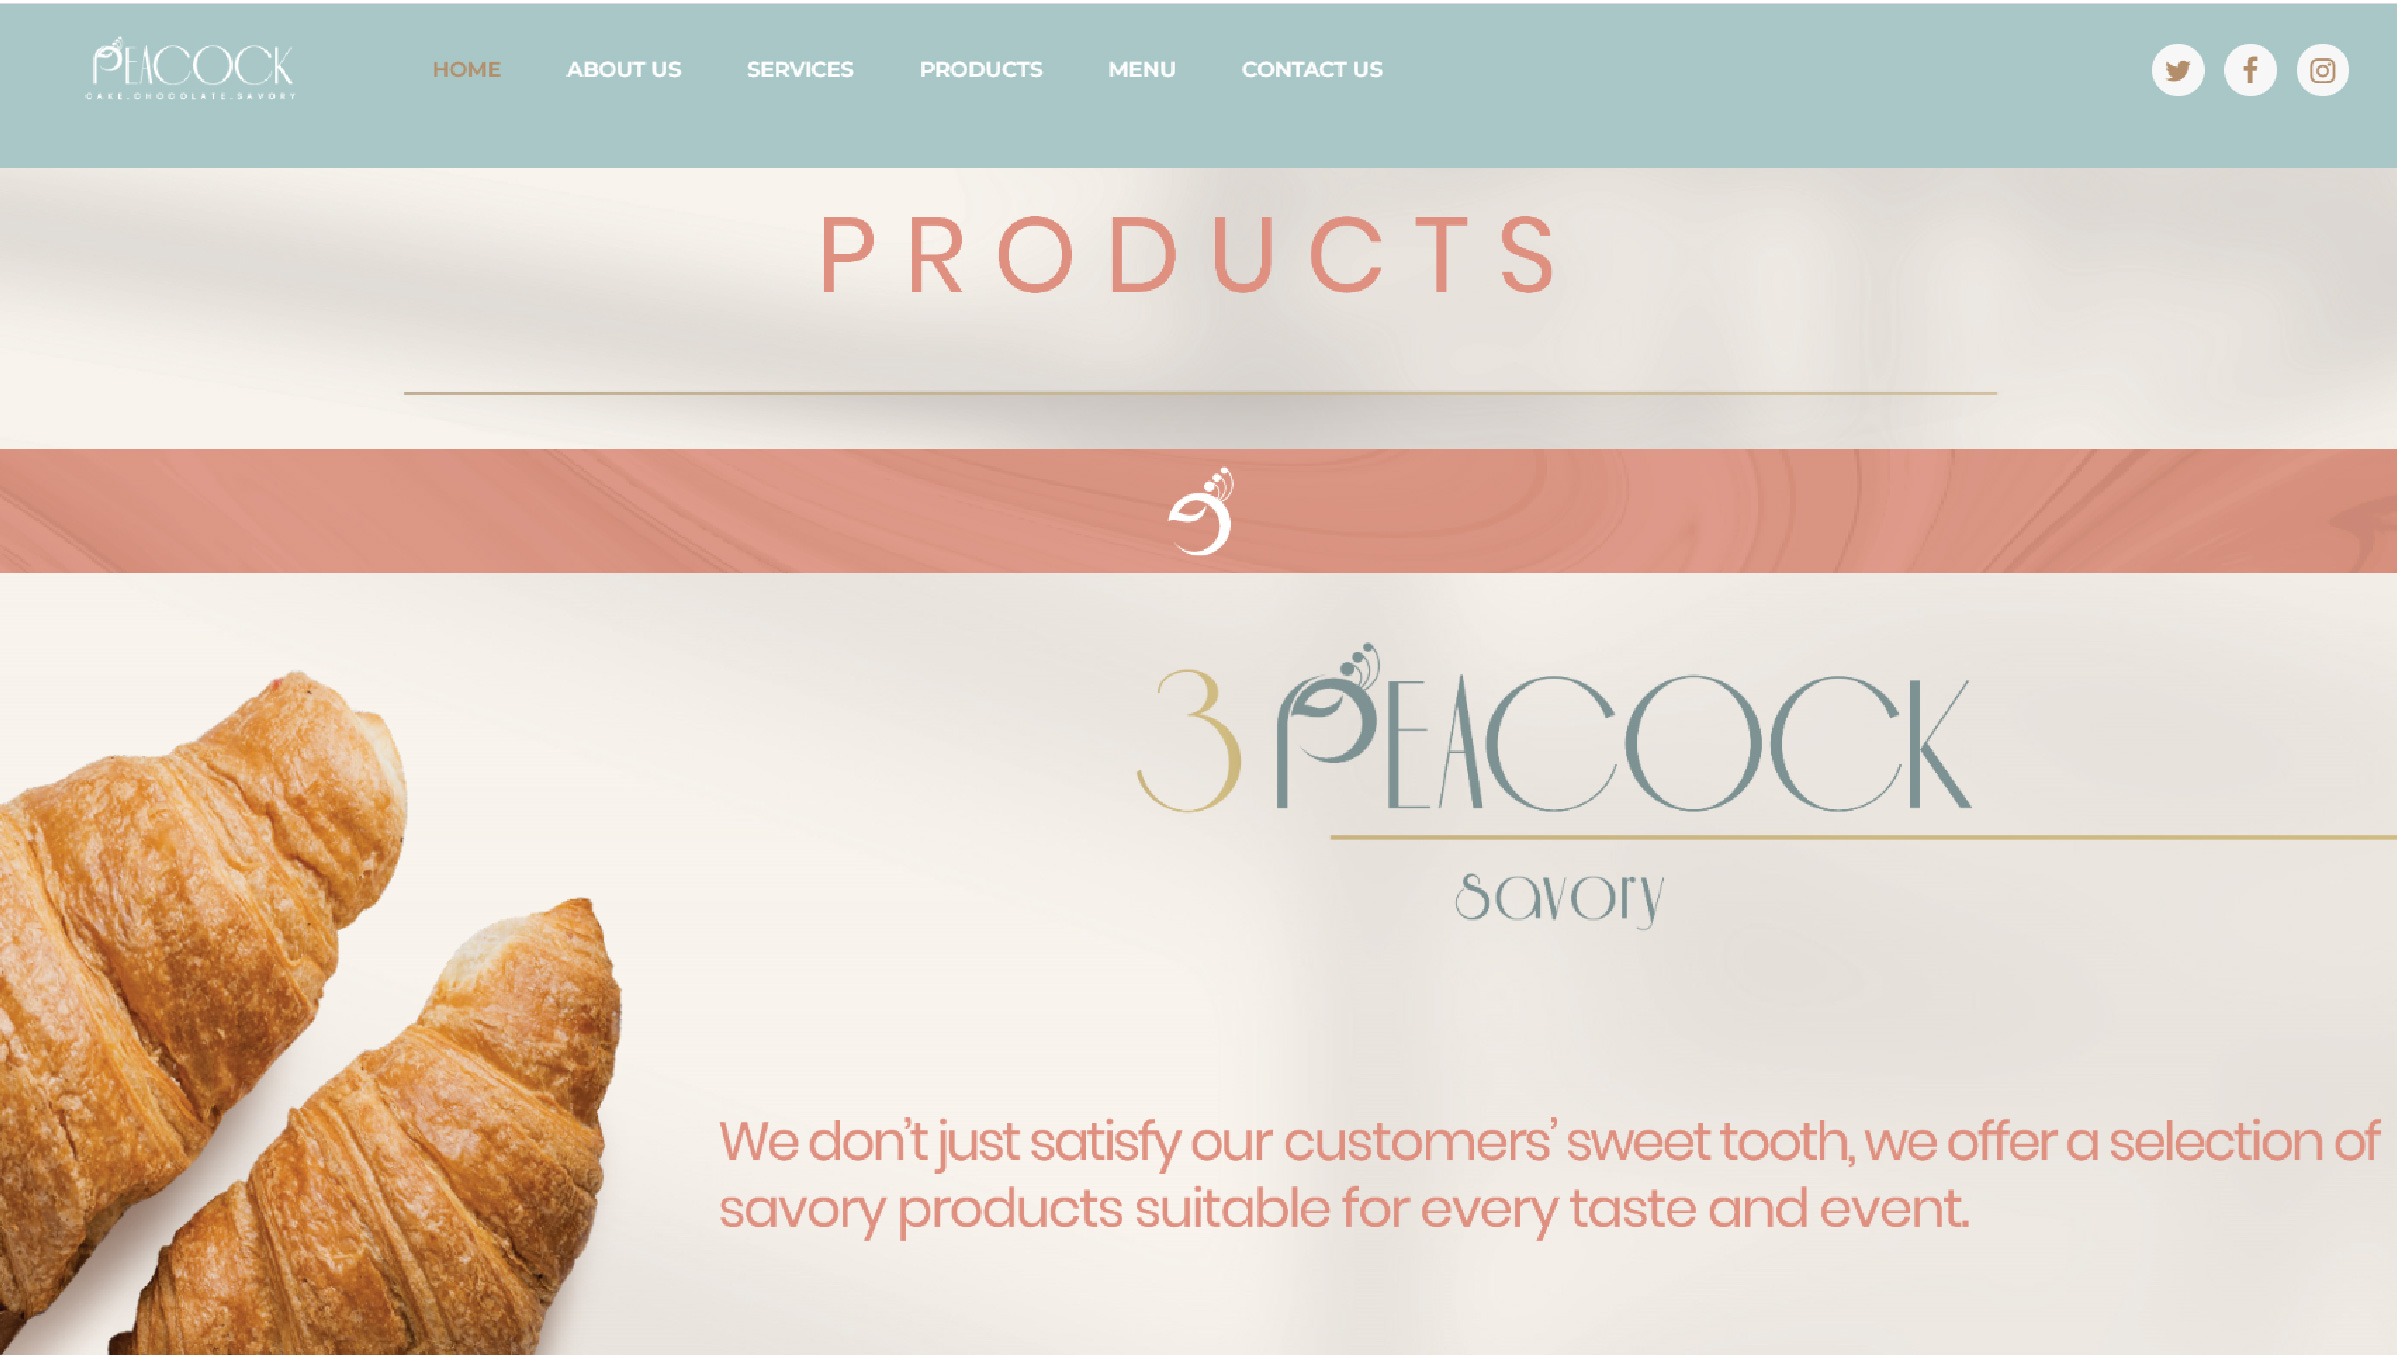 PEACOCK
CAKE.CHOCOLATE.SAVORY
HOME ABOUT US SERVICES PRODUCTS MENU CONTACT US
PRODUCTS
3 PEACOCK
savory
We don’t just satisfy our customers’ sweet tooth, we offer a selection of
savory products suitable for every taste and event.